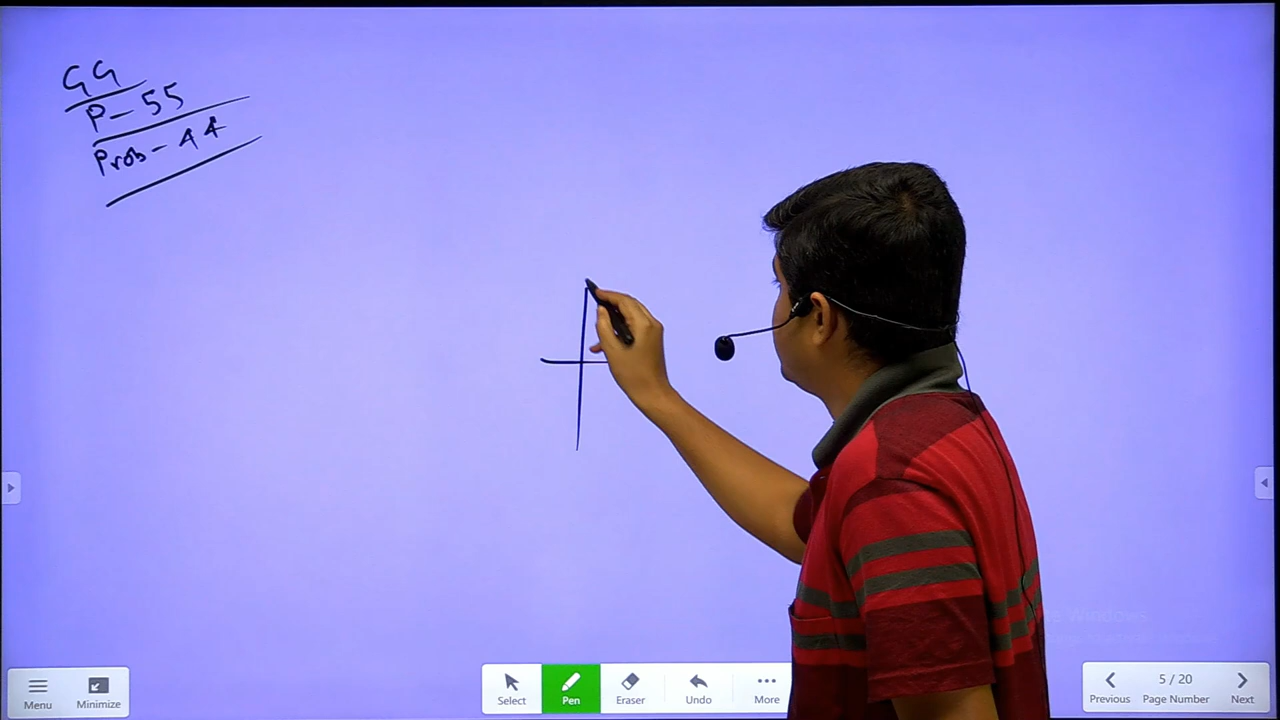 GG
P - 55
Prob - 44
Menu
Minimize
Select
Pen
Eraser
Undo
More
5 / 20
Previous
Page Number
Next